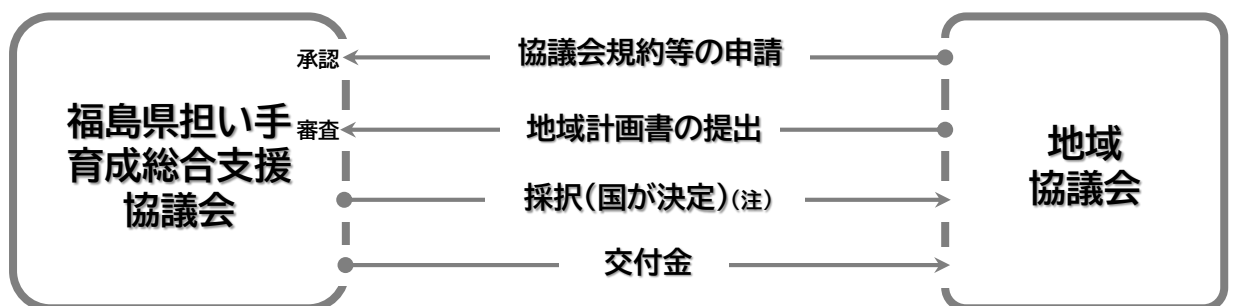 承認
協議会規約等の申請
福島県担い手
育成総合支援
協議会
審査
地域計画書の提出
地域
協議会
採択(国が決定)(注)
交付金